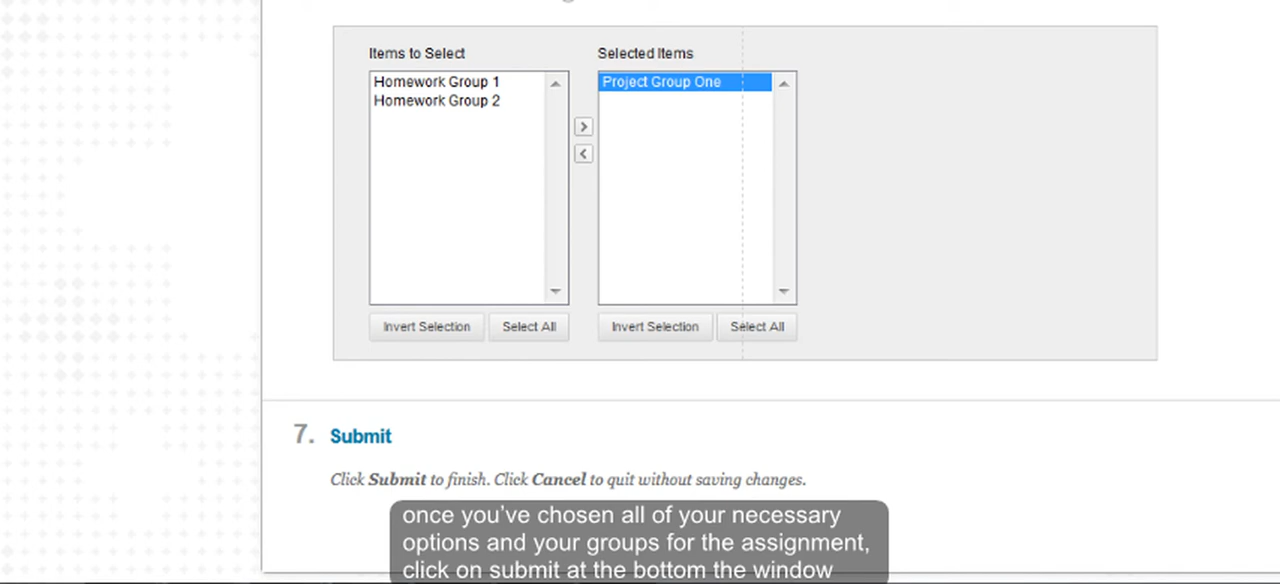 Items to Select
Selected Items
Homework Group 1
Homework Group 2
Project Group One
Invert Selection
Select All
Invert Selection
Select All
7. Submit
Click Submit to finish. Click Cancel to quit without saving changes.
once you've chosen all of your necessary
options and your groups for the assignment,
click on submit at the bottom the window